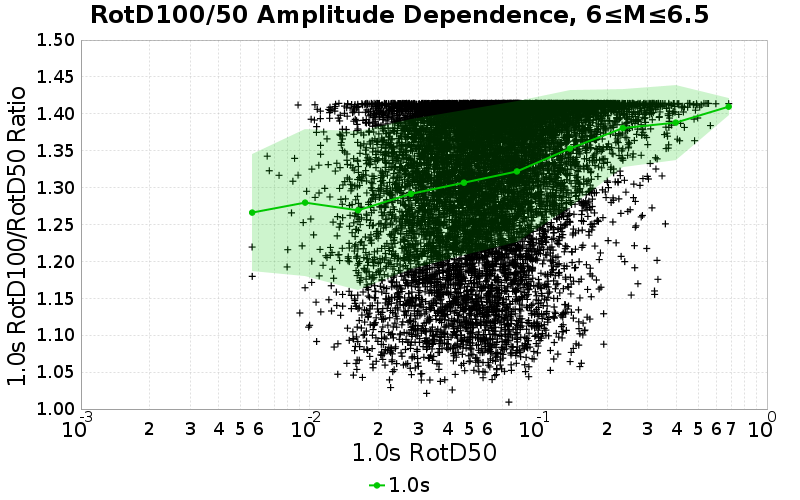 RotD100/50 Amplitude Dependence, 6≤M≤6.5
1.0s RotD100/RotD50 Ratio
1.50
1.45
1.40
1.35
1.30
1.25
1.20
1.15
1.10
1.05
1.00
10^-3 2 3 4 5 6 10^-2 2 3 4 5 6 10^-1 2 3 4 5 6 7 10^0
1.0s RotD50
1.0s